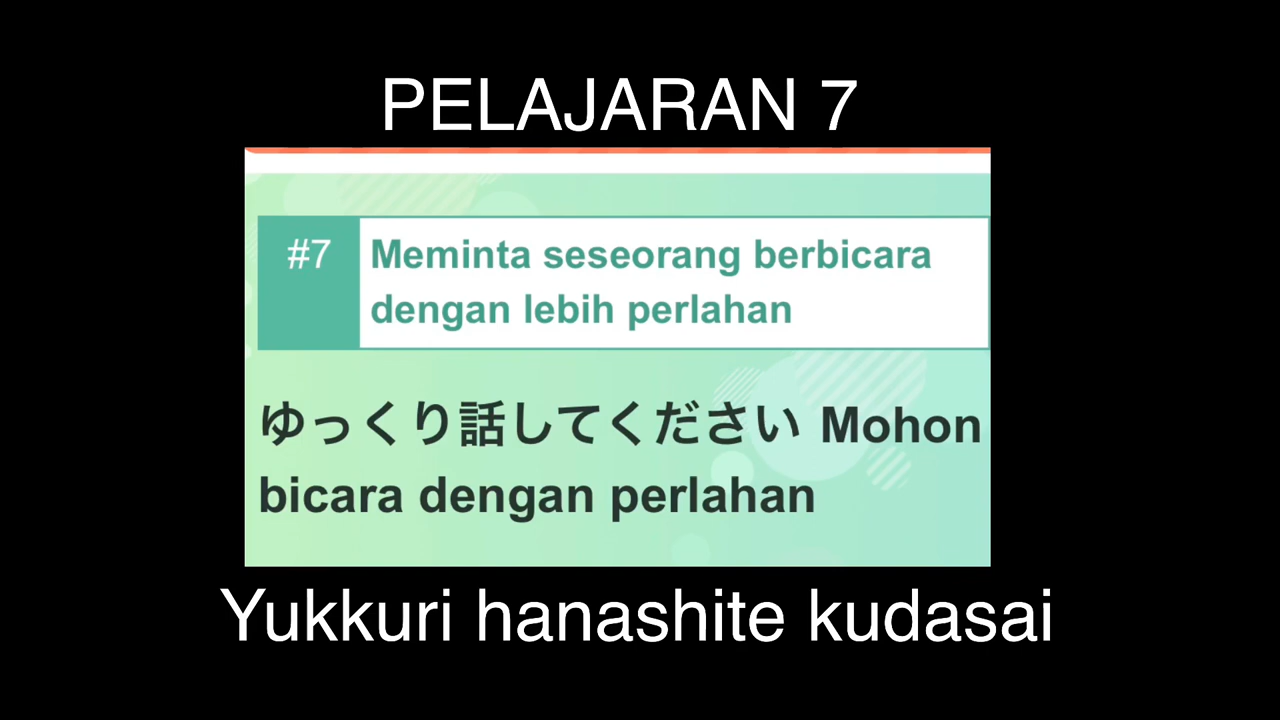 PELAJARAN 7
#7
Meminta seseorang berbicara
dengan lebih perlahan
ゆっくり話してください Mohon
bicara dengan perlahan
Yukkuri hanashite kudasai